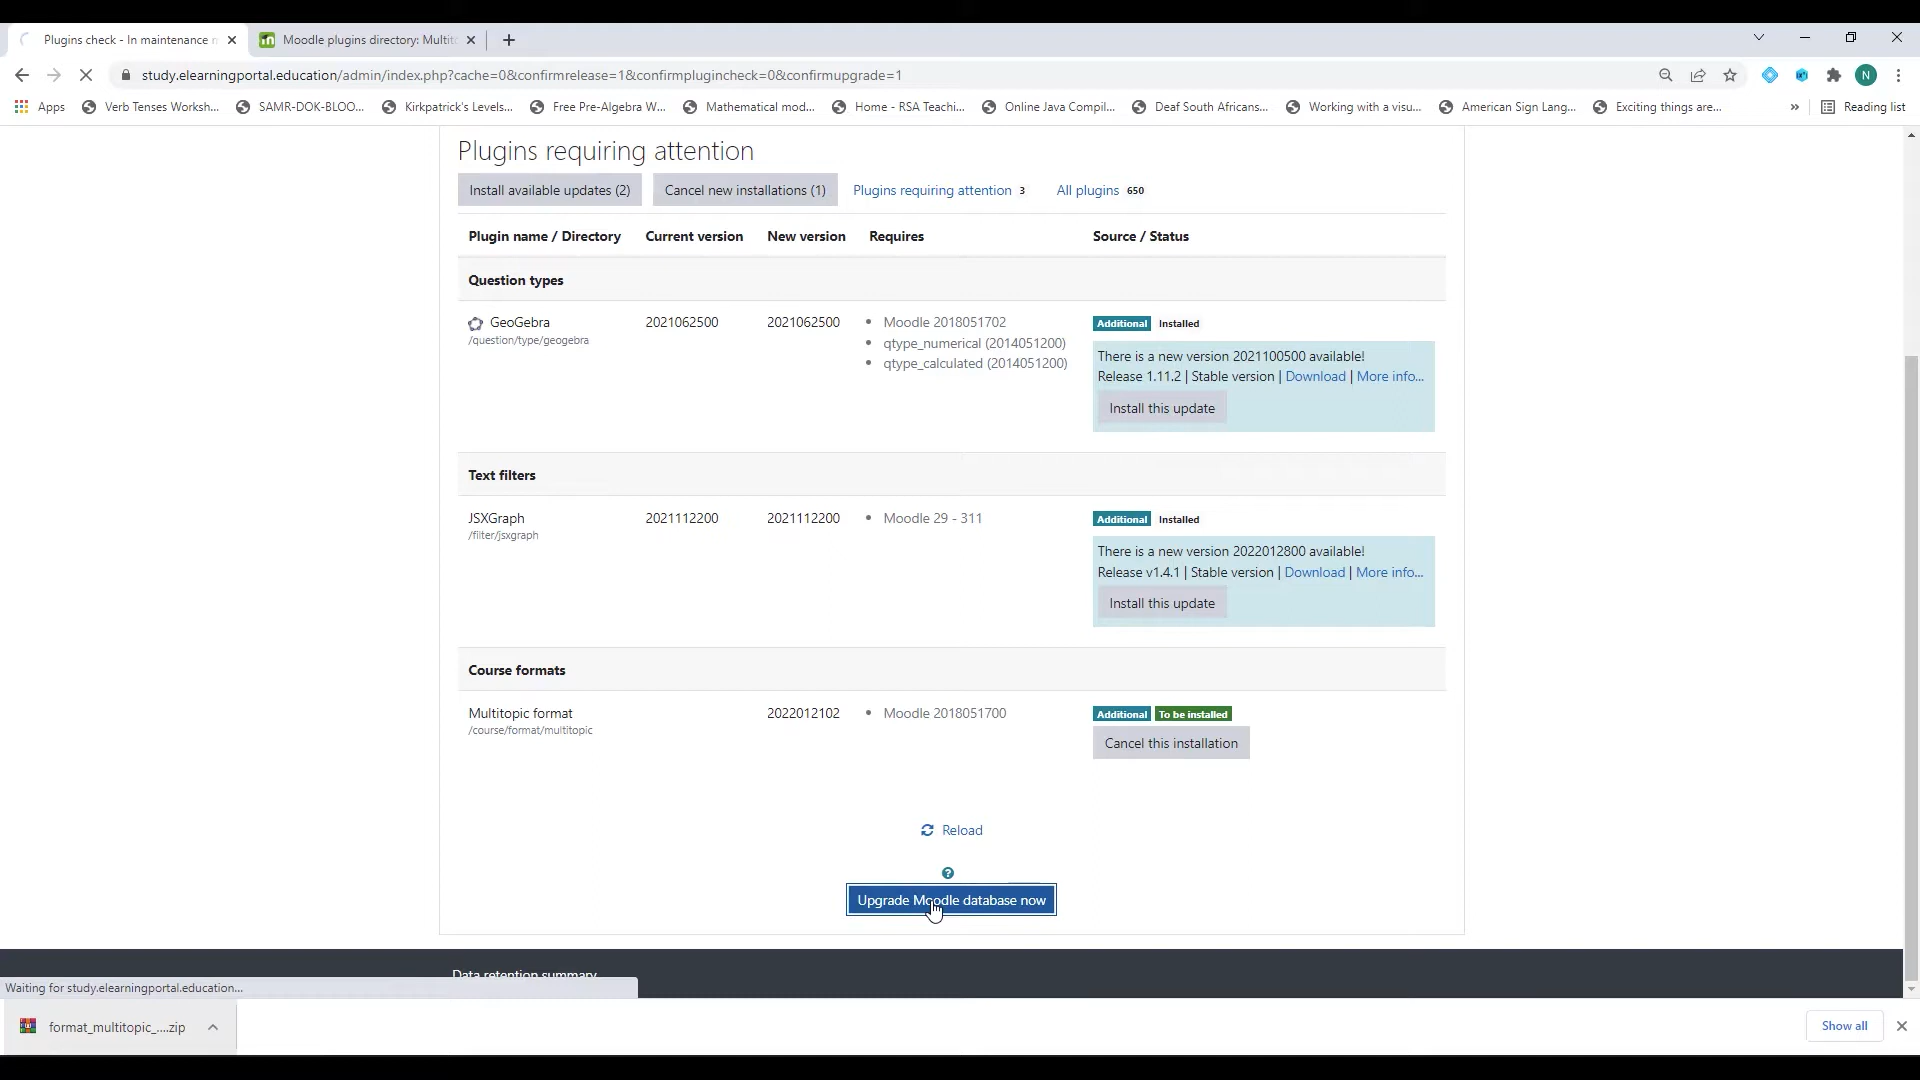 Plugins check - In maintenance
Moodle plugins directory: Multit
study.elearningportal.education/admin/index.php?cache=0&confirmrelease=1&confirmplugincheck=0&confirmupgrade=1
Apps
Verb Tenses Worksh...
SAMR-DOK-BLOO...
Kirkpatrick's Levels...
Free Pre-Algebra W...
Mathematical mod...
Home - RSA Teachi...
Online Java Compil...
Deaf South Africans...
Working with a visu...
American Sign Lang...
Exciting things are...
»
Reading list
N
Plugins requiring attention
Install available updates (2)
Cancel new installations (1)
Plugins requiring attention 3
All plugins 650
Plugin name / Directory Current version New version Requires Source / Status
Question types
GeoGebra 2021062500 2021062500 • Moodle 2018051702 Additional Installed
/question/type/geogebra
• qtype_numerical (2014051200)
• qtype_calculated (2014051200)
There is a new version 2021100500 available!
Release 1.11.2 | Stable version | Download | More info...
Install this update
Text filters
JSXGraph 2021112200 2021112200 • Moodle 29 - 311 Additional Installed
/filter/jsxgraph
There is a new version 2022012800 available!
Release v1.4.1 | Stable version | Download | More info...
Install this update
Course formats
Multitopic format 2022012102 • Moodle 2018051700 Additional To be installed
/course/format/multitopic
Cancel this installation
Reload
?
Upgrade Moodle database now
Data retention summary
Waiting for study.elearningportal.education...
format_multitopic_....zip
Show all